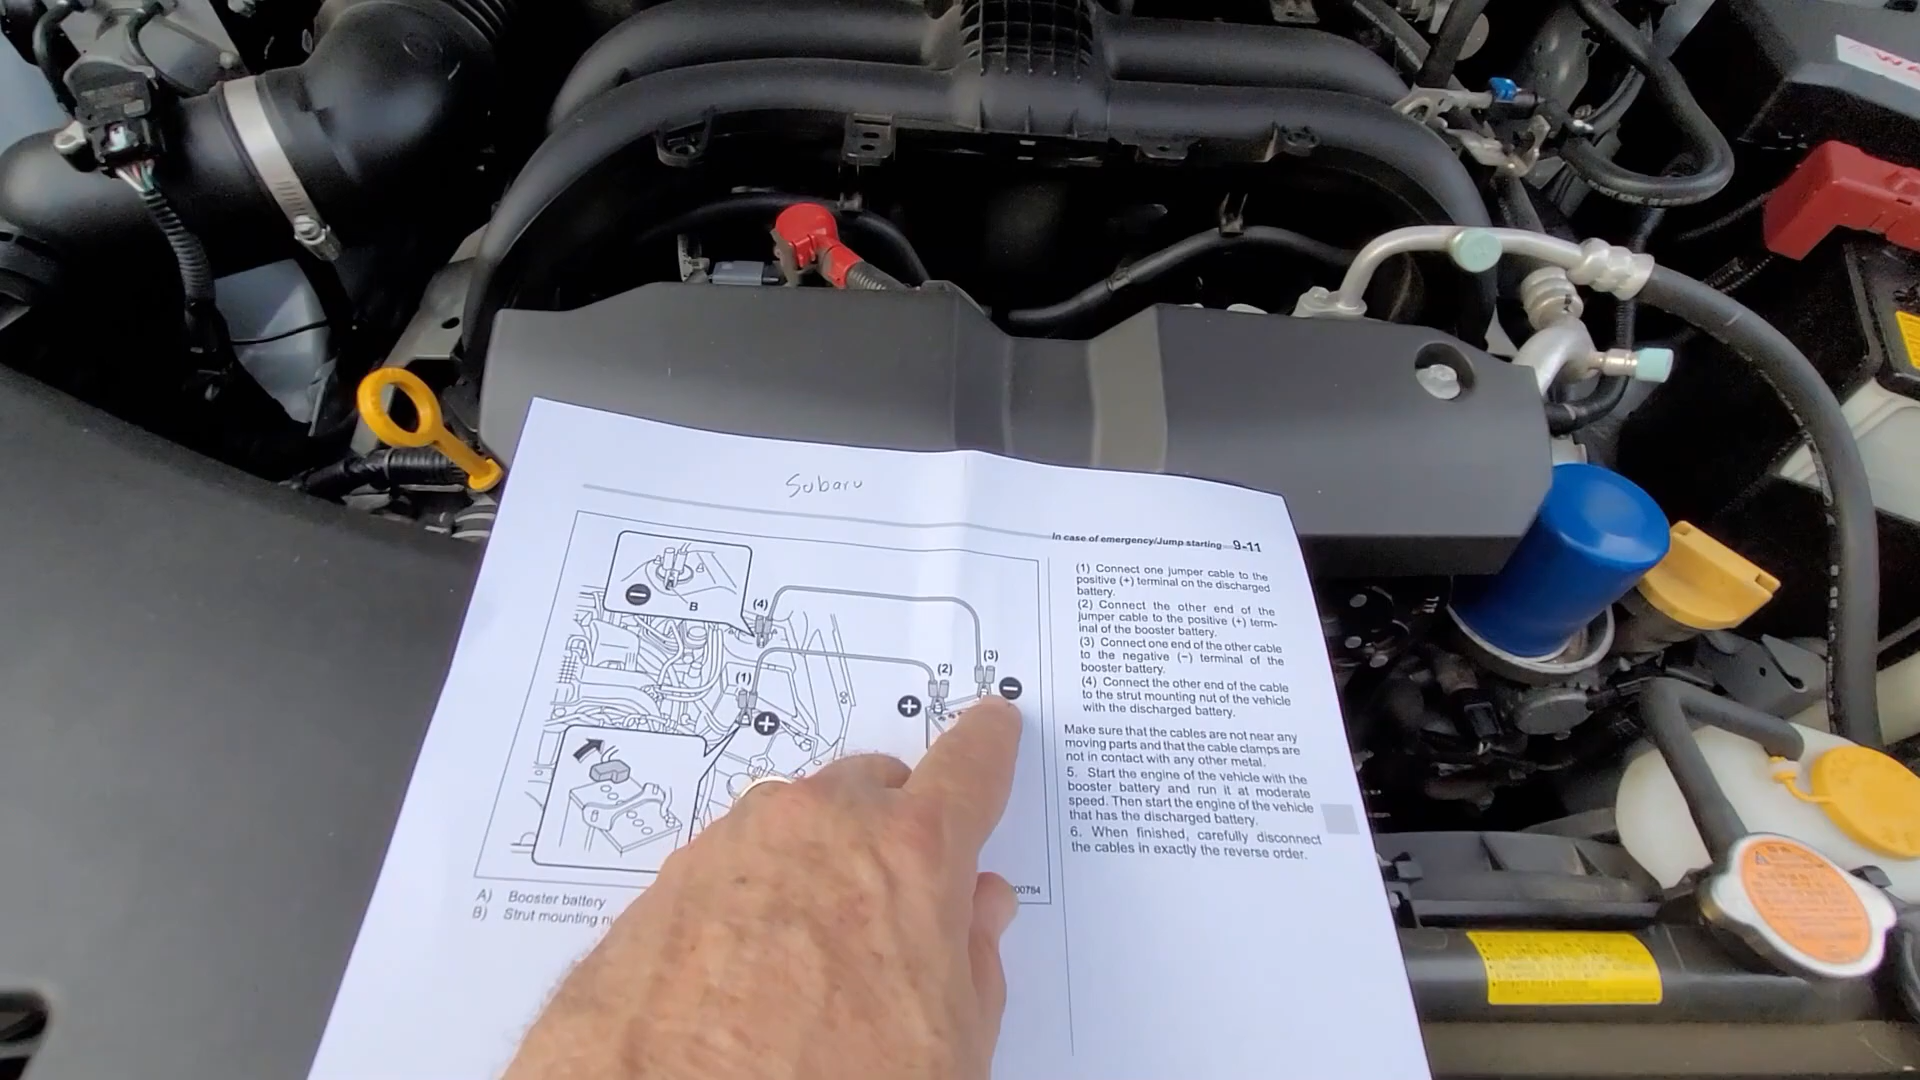 Subaru
In case of emergency/Jump starting
9-11
B
(4)
(3)
(2)
(1)
00784
A) Booster battery
B) Strut mounting
(1) Connect one jumper cable to the
positive (+) terminal on the discharged
battery.
(2) Connect the other end of the
jumper cable to the positive (+) term-
inal of the booster battery.
(3) Connect one end of the other cable
to the negative (−) terminal of the
booster battery.
(4) Connect the other end of the cable
to the strut mounting nut of the vehicle
with the discharged battery.
Make sure that the cables are not near any
moving parts and that the cable clamps are
not in contact with any other metal.
5. Start the engine of the vehicle with the
booster battery and run it at moderate
speed. Then start the engine of the vehicle
that has the discharged battery.
6. When finished, carefully disconnect
the cables in exactly the reverse order.